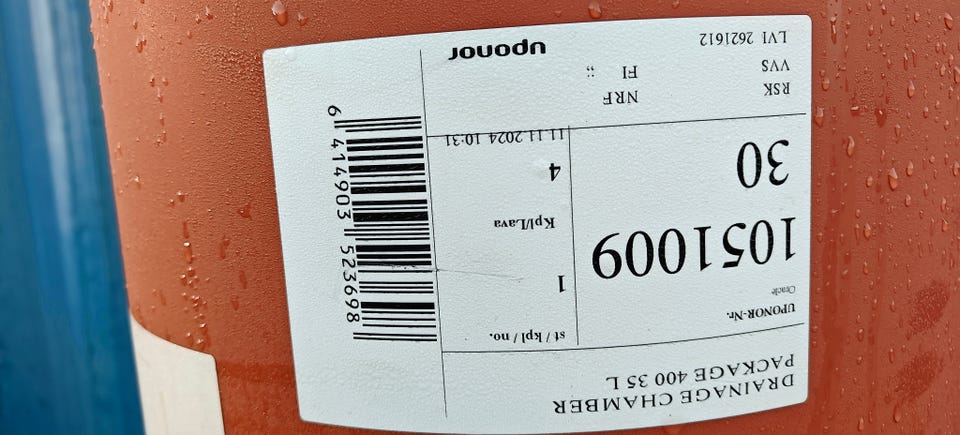 DRAINAGE CHAMBER
PACKAGE 400 35 L
UPONOR-Nr.
Oracle
1051009
30
st / kpl / no.
1
Kpl/Lava
4
11.11.2024 10:31
RSK
VVS
LVI 2621612
NRF
FI ;;
uponor
6 414903 523698